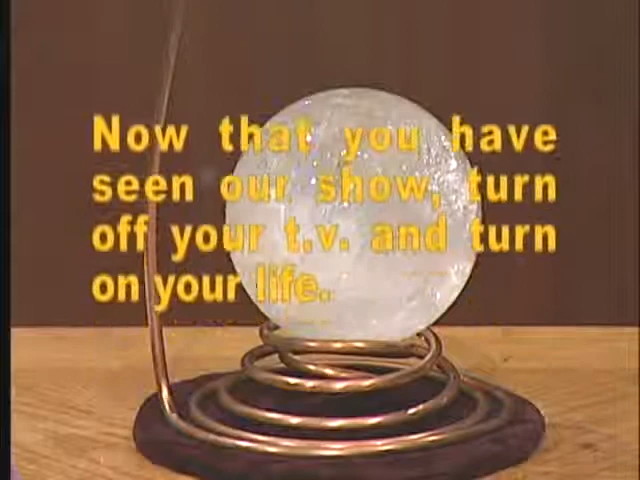 Now that you have
seen our show, turn
off your t.v. and turn
on your life.